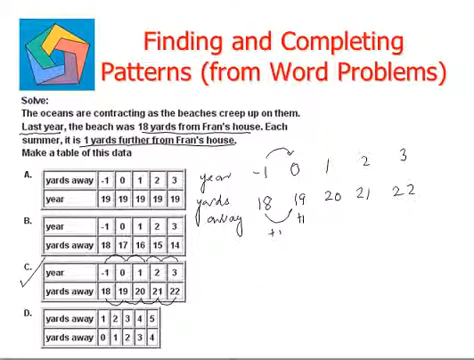 Finding and Completing
Patterns (from Word Problems)
Solve:
The oceans are contracting as the beaches creep up on them.
Last year, the beach was 18 yards from Fran's house. Each
summer, it is 1 yards further from Fran's house.
Make a table of this data
A.
yards away -1 0 1 2 3
year 19 19 19 19 19
B.
year -1 0 1 2 3
yards away 18 17 16 15 14
C.
year -1 0 1 2 3
yards away 18 19 20 21 22
D.
yards away 1 2 3 4 5
year 0 1 2 3 4
year -1 0 1 2 3
yards 18 19 20 21 22
away +1
+1